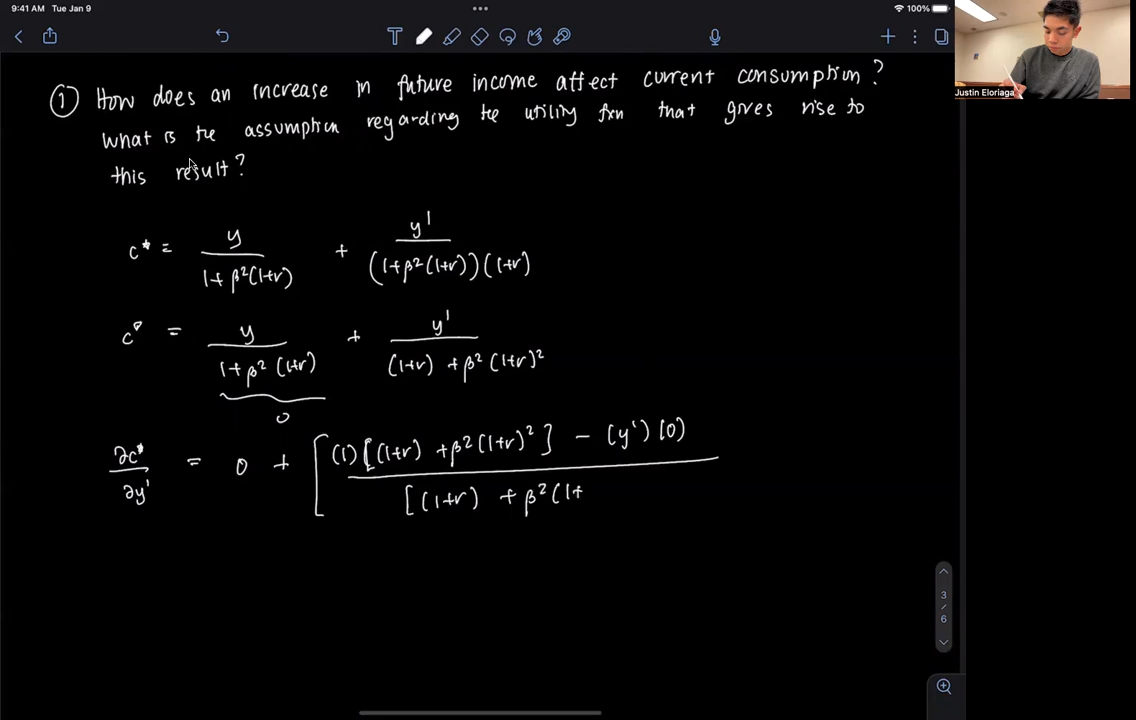 9:41 AM Tue Jan 9
100%
T
Justin Eloriaga
① How does an increase in future income affect current consumption?
What is the assumption regarding the utility fxn that gives rise to
this result?
c* = y / (1+β²(1+r)) + y' / ((1+β²(1+r))(1+r))
c* = y / (1+β²(1+r)) + y' / ((1+r) + β²(1+r)²)
0
∂c*/∂y' = 0 + [ (1)[(1+r) + β²(1+r)²] − (y')(0) / [(1+r) + β²(1+
3
/
6